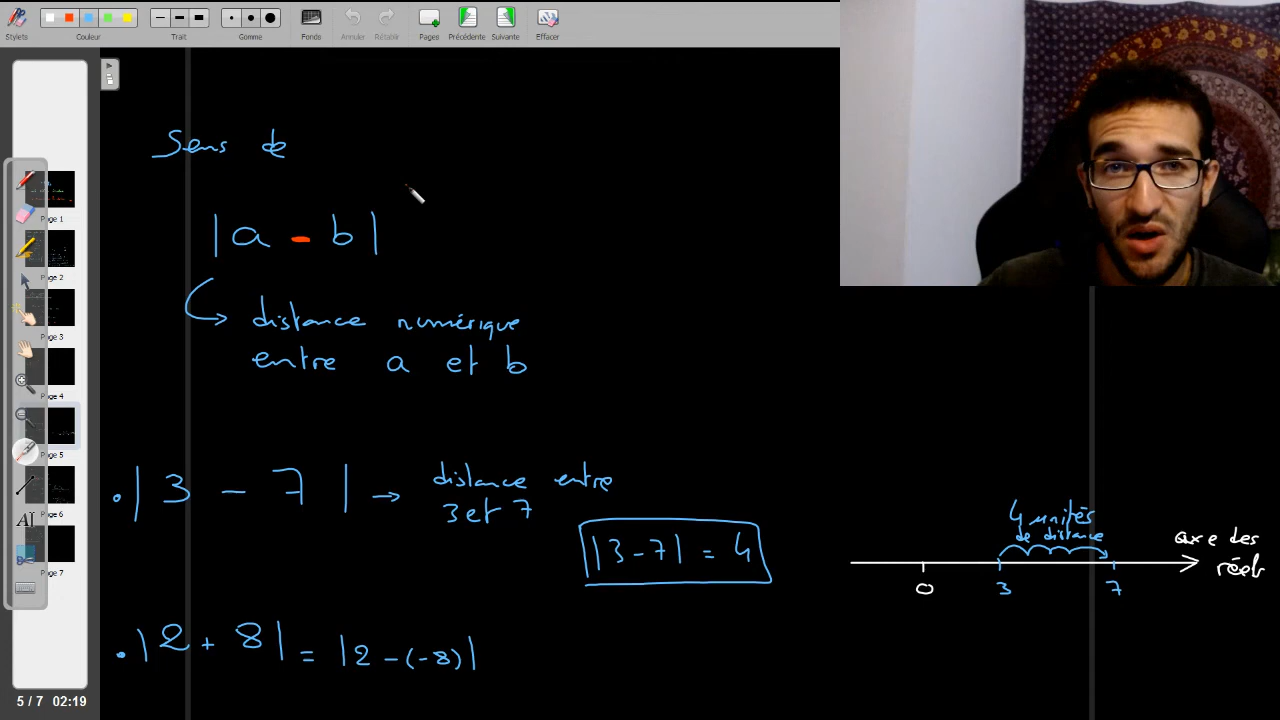 Stylets
Couleur
Trait
Gomme
Fonds
Annuler
Rétablir
Pages
Précédente
Suivante
Effacer
Page 1
Page 2
Page 3
Page 4
Page 5
Page 6
Page 7
5 / 7 02:19
Sens de
|a - b|
distance numérique
entre a et b
• |3 - 7| → distance entre
3 et 7
|3 - 7| = 4
4 unités
de distance
axe des
réels
0 3 7
• |2 + 8| = |2 - (-8)|